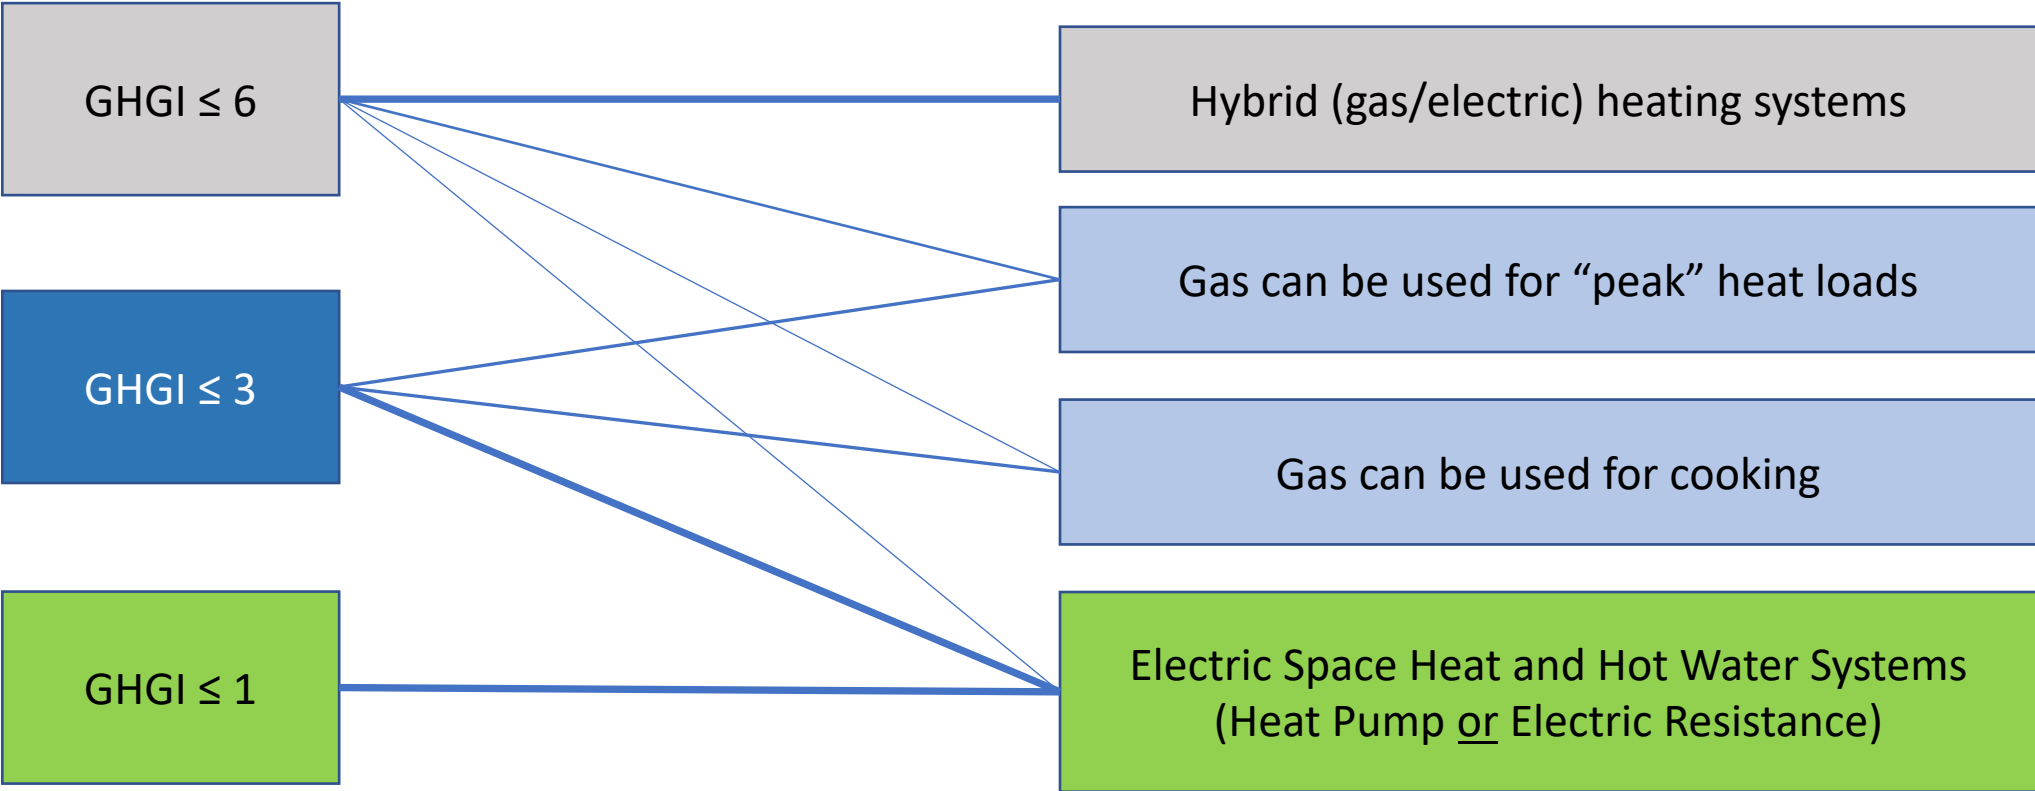 GHGI ≤ 6
Hybrid (gas/electric) heating systems
Gas can be used for “peak” heat loads
GHGI ≤ 3
Gas can be used for cooking
GHGI ≤ 1
Electric Space Heat and Hot Water Systems
(Heat Pump or Electric Resistance)